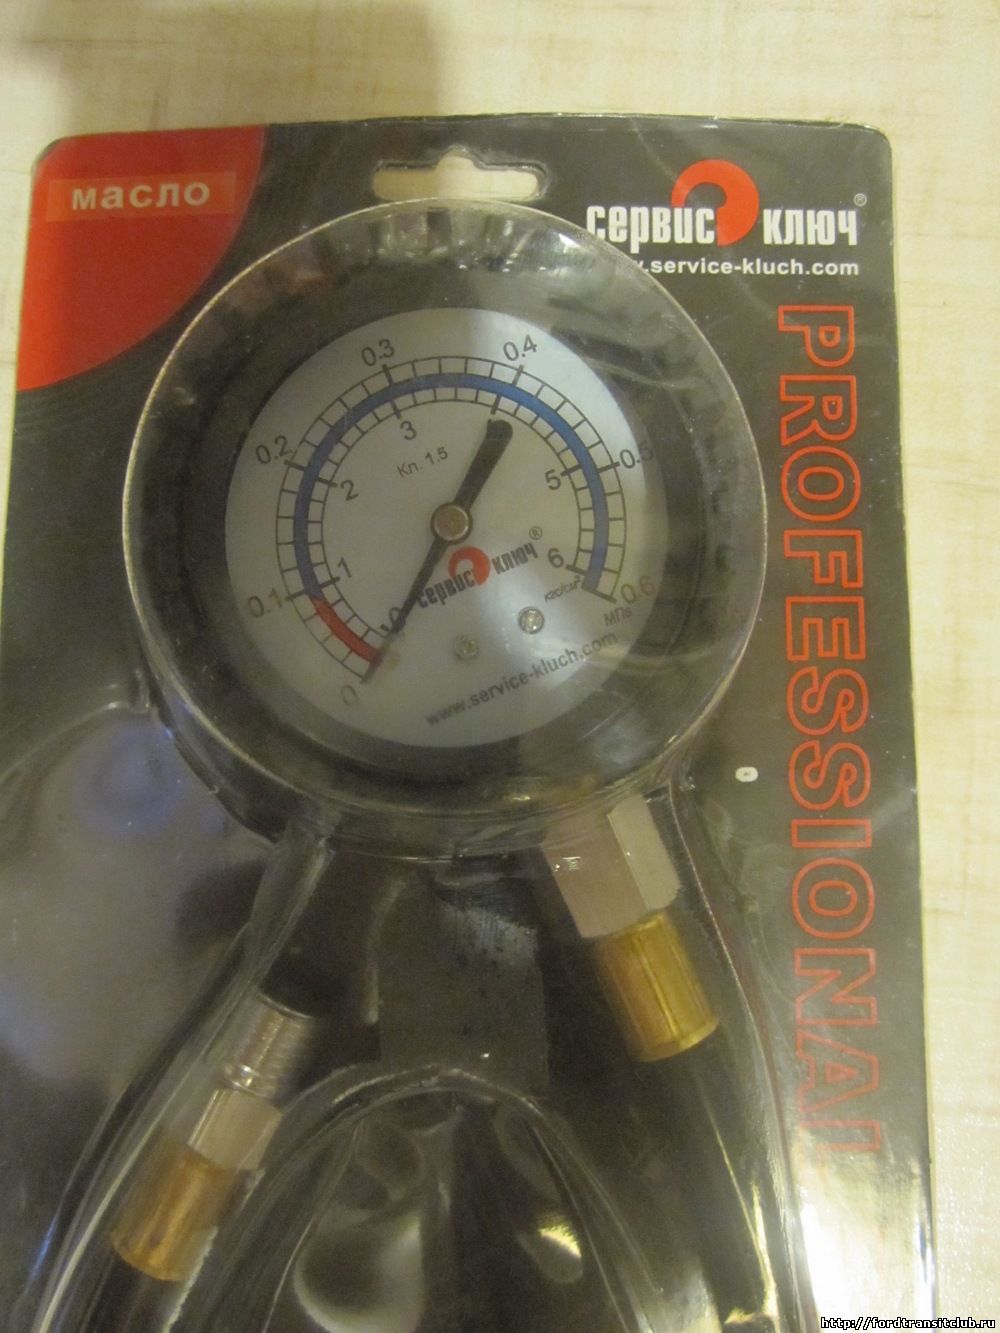 масло
сервис ключ®
www.service-kluch.com
PROFESSIONAL
0.3
0.4
0.2
3
Кл. 1,5
0.5
5
2
0.1
1
6
0.6
сервис ключ®
кгс/см²
МПа
0
0
www.service-kluch.com
http://fordtransitclub.ru